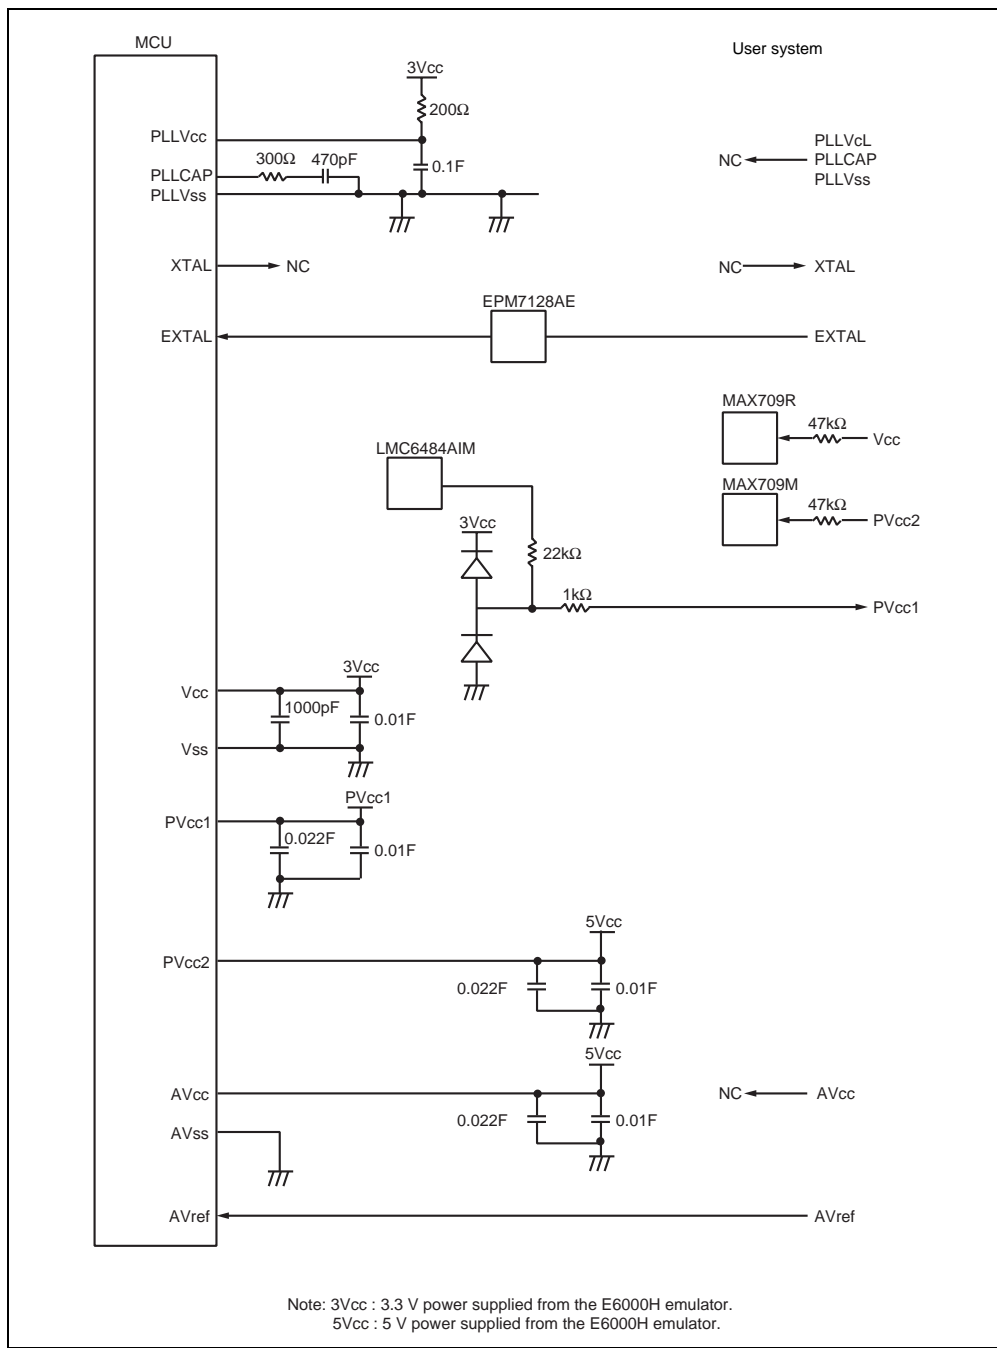 MCU
User system
3Vcc
200Ω
PLLVcc
300Ω 470pF
0.1F
PLLCAP
PLLVss
PLLVcL
NC PLLCAP
PLLVss
XTAL NC
NC XTAL
EPM7128AE
EXTAL
EXTAL
MAX709R
47kΩ
Vcc
LMC6484AIM
MAX709M
47kΩ
PVcc2
3Vcc
22kΩ
1kΩ
PVcc1
3Vcc
Vcc
1000pF
0.01F
Vss
PVcc1
PVcc1
0.022F
0.01F
5Vcc
PVcc2
0.022F
0.01F
5Vcc
AVcc
NC AVcc
0.022F
0.01F
AVss
AVref
AVref
Note: 3Vcc : 3.3 V power supplied from the E6000H emulator.
5Vcc : 5 V power supplied from the E6000H emulator.